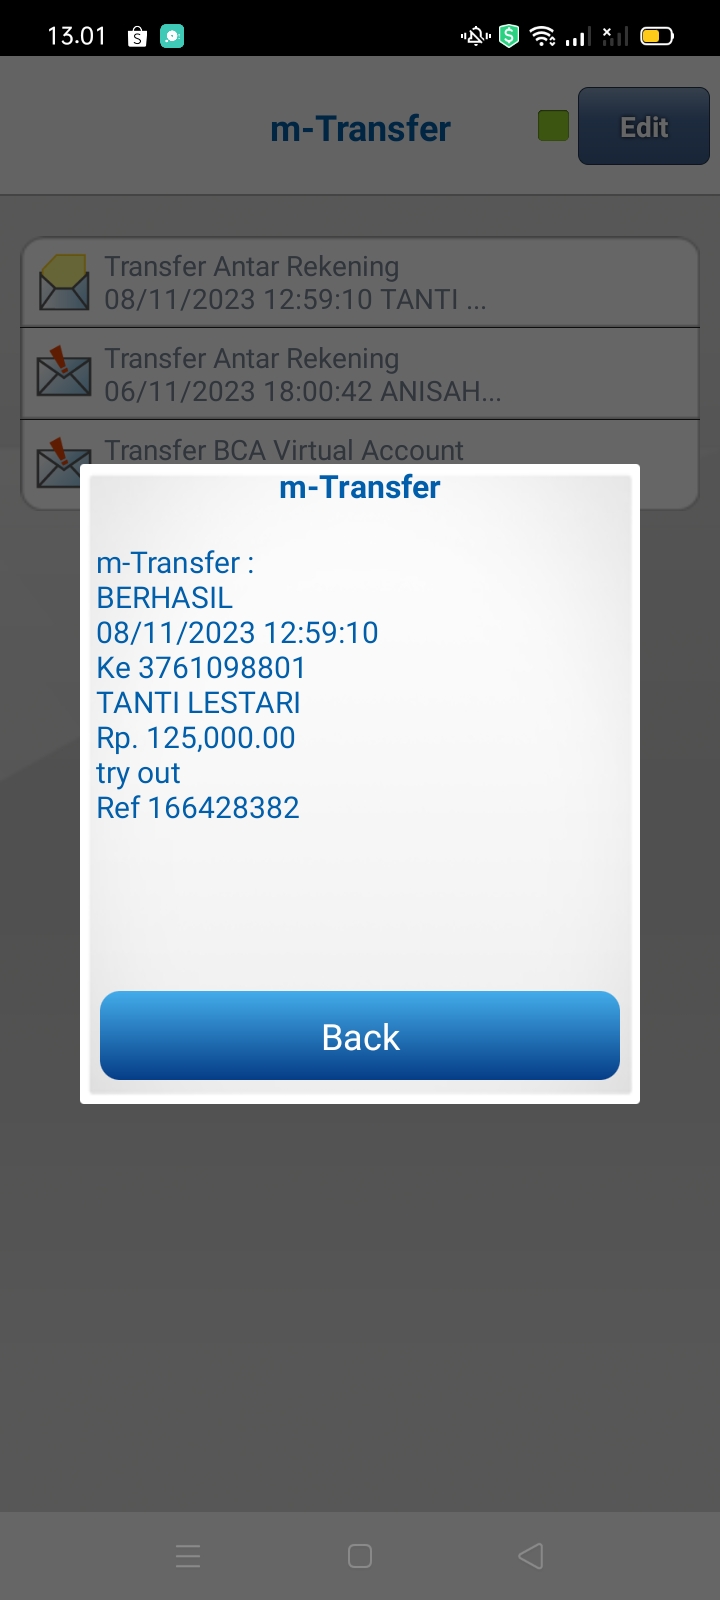 13.01
m-Transfer
Edit
Transfer Antar Rekening
08/11/2023 12:59:10 TANTI ...
Transfer Antar Rekening
06/11/2023 18:00:42 ANISAH...
Transfer BCA Virtual Account
m-Transfer
m-Transfer :
BERHASIL
08/11/2023 12:59:10
Ke 3761098801
TANTI LESTARI
Rp. 125,000.00
try out
Ref 166428382
Back